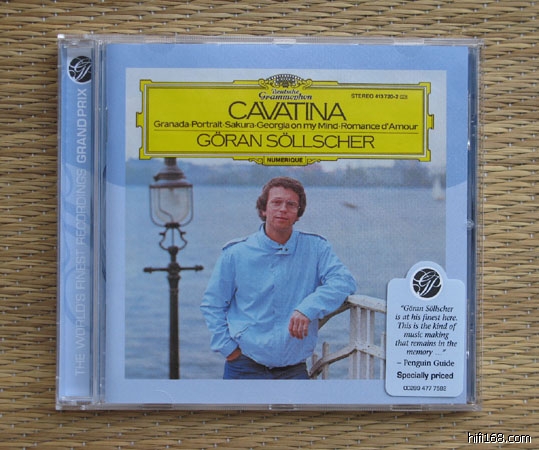 THE WORLD'S FINEST RECORDINGS GRAND PRIX
Deutsche
Grammophon
STEREO 413 720-2
CAVATINA
Granada·Portrait·Sakura·Georgia on my Mind·Romance d'Amour
GÖRAN SÖLLSCHER
NUMERIQUE
"Göran Söllscher
is at his finest here.
This is the kind of
music making
that remains in the
memory ..."
– Penguin Guide
Specially priced
00289 477 7562
hifi168.com